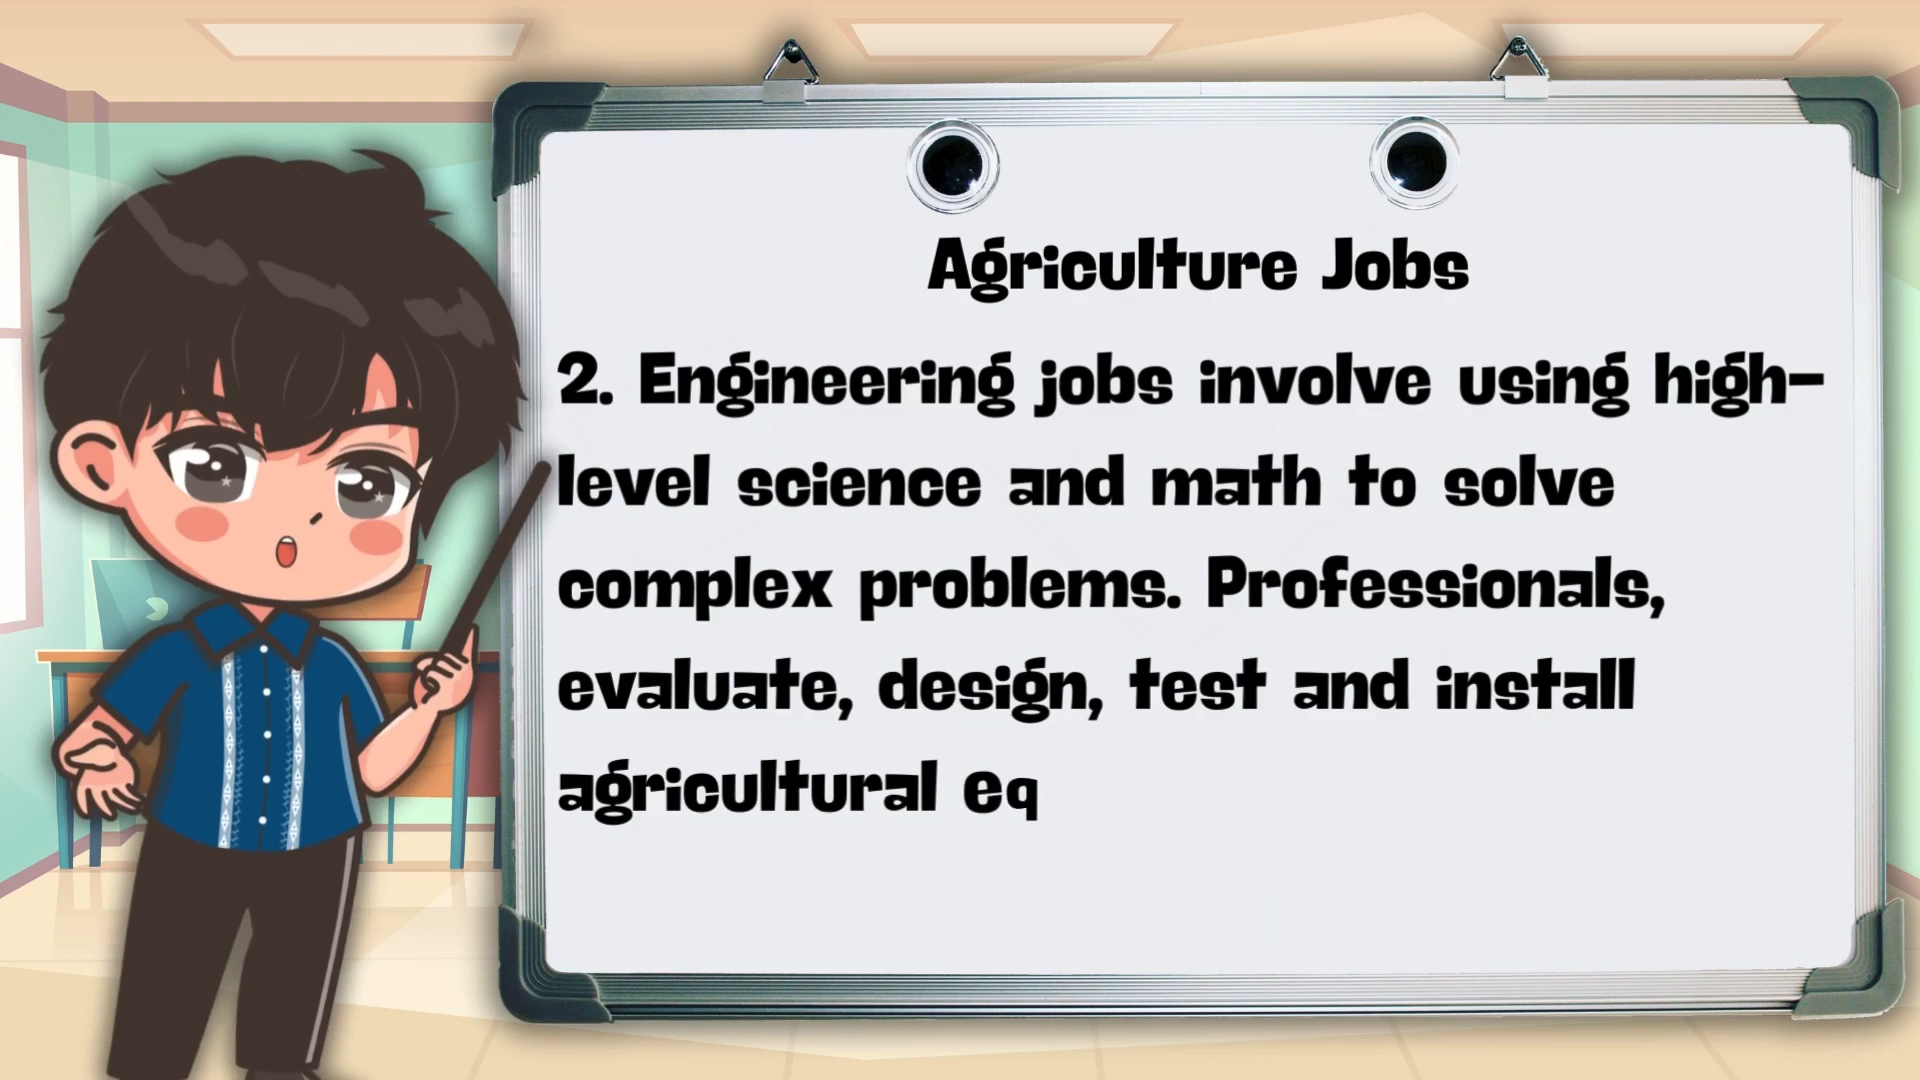 Agriculture Jobs
2. Engineering jobs involve using high-
level science and math to solve
complex problems. Professionals,
evaluate, design, test and install
agricultural eq